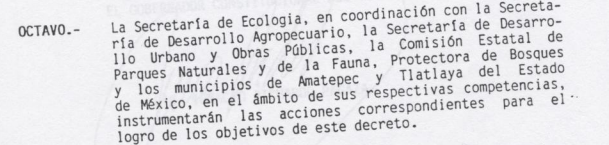 OCTAVO.- La Secretaría de Ecología, en coordinación con la Secreta-
ría de Desarrollo Agropecuario, la Secretaría de Desarro-
llo Urbano y Obras Públicas, la Comisión Estatal de
Parques Naturales y de la Fauna, Protectora de Bosques
y los municipios de Amatepec y Tlatlaya del Estado
de México, en el ámbito de sus respectivas competencias,
instrumentarán las acciones correspondientes para el
logro de los objetivos de este decreto.